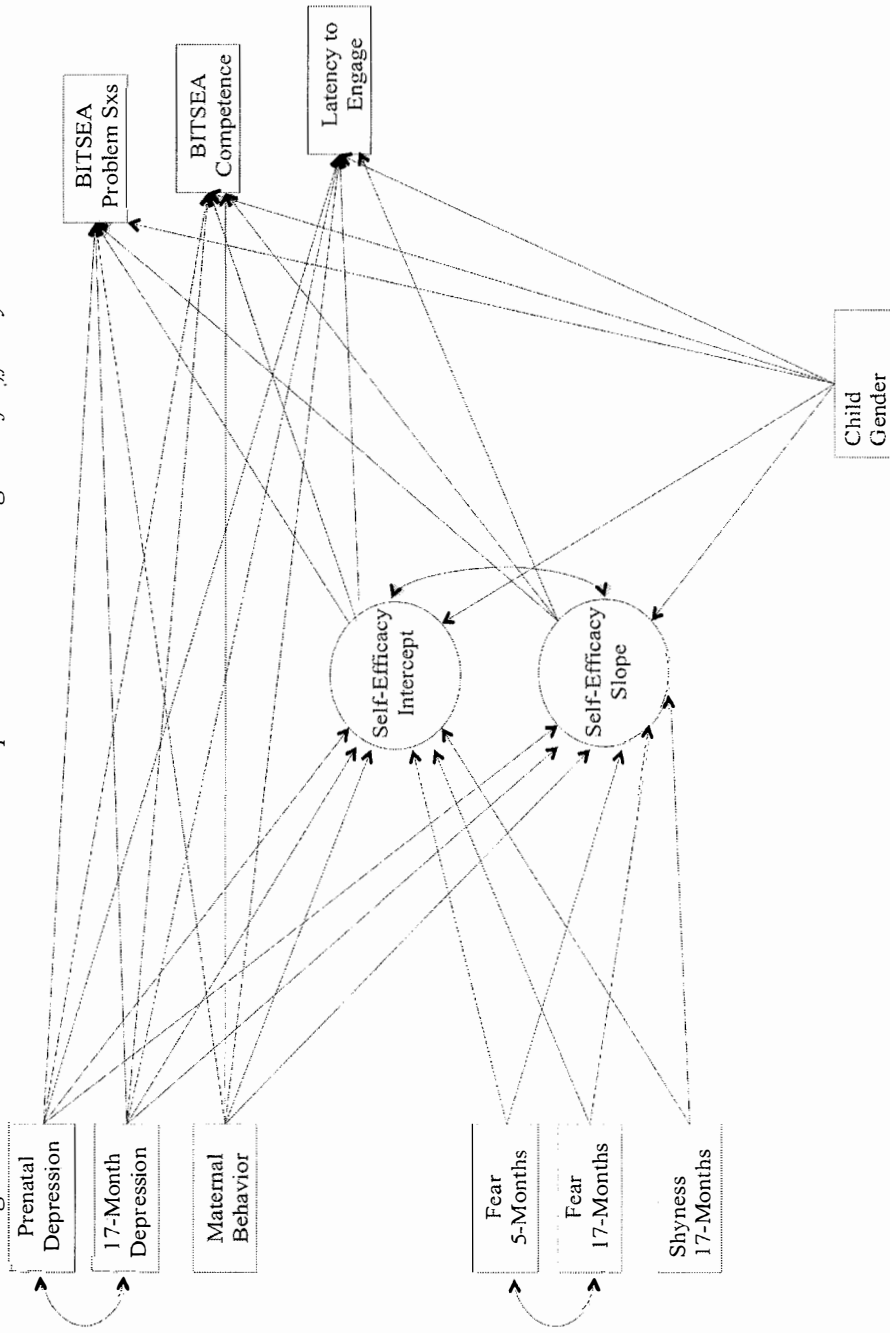 Prenatal
Depression
17-Month
Depression
Maternal
Behavior
Fear
5-Months
Fear
17-Months
Shyness
17-Months
Self-Efficacy
Intercept
Self-Efficacy
Slope
BITSEA
Problem Sxs
BITSEA
Competence
Latency to
Engage
Child
Gender